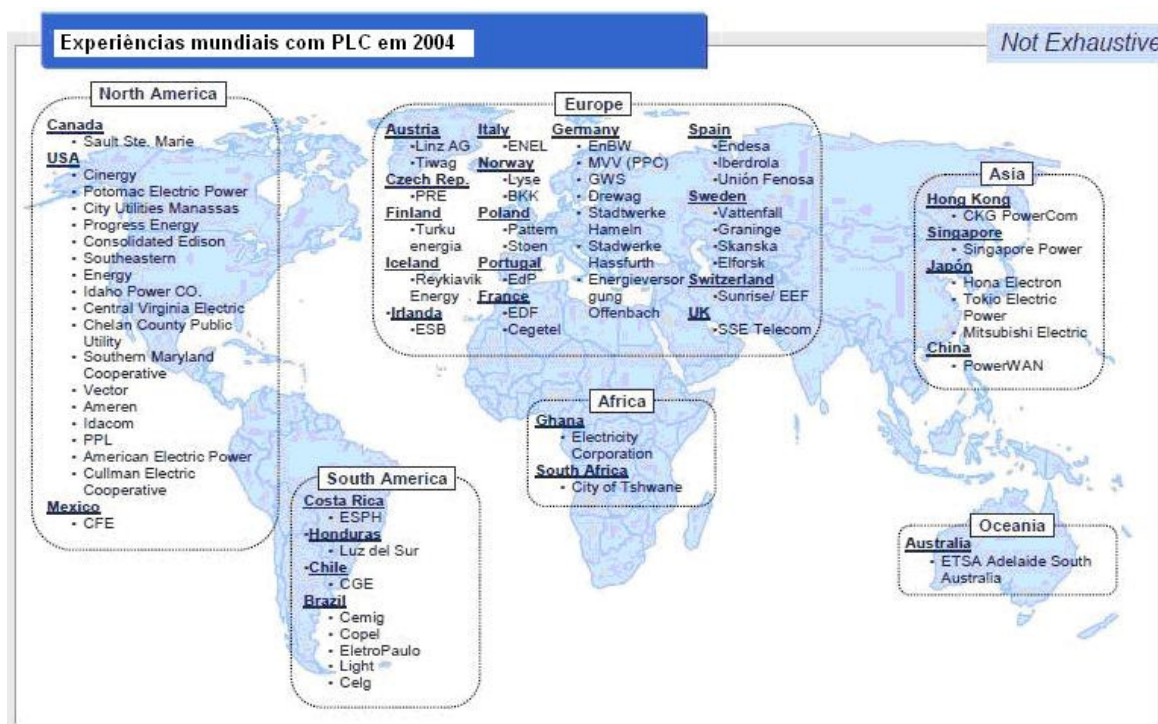 Experiências mundiais com PLC em 2004
Not Exhaustive
North America
Canada
• Sault Ste. Marie
USA
• Cinergy
• Potomac Electric Power
• City Utilities Manassas
• Progress Energy
• Consolidated Edison
• Southeastern
• Energy
• Idaho Power CO.
• Central Virginia Electric
• Chelan County Public
Utility
• Southern Maryland
Cooperative
• Vector
• Ameren
• Idacom
• PPL
• American Electric Power
• Cullman Electric
Cooperative
Mexico
• CFE
South America
Costa Rica
• ESPH
•Honduras
• Luz del Sur
•Chile
• CGE
Brazil
• Cemig
• Copel
• EletroPaulo
• Light
• Celg
Europe
Austria
•Linz AG
•Tiwag
Czech Rep.
•PRE
Finland
•Turku
energia
Iceland
•Reykiavik
Energy
•Irlanda
•ESB
Italy
•ENEL
Norway
•Lyse
•BKK
Poland
•Pattern
•Stoen
Portugal
•EdP
France
•EDF
•Cegetel
Germany
• EnBW
• MVV (PPC)
• GWS
• Drewag
• Stadtwerke
Hameln
• Stadwerke
Hassfurth
• Energieversor
gung
Offenbach
Spain
•Endesa
•Iberdrola
•Unión Fenosa
Sweden
•Vattenfall
•Graninge
•Skanska
•Elforsk
Switzerland
•Sunrise/ EEF
UK
•SSE Telecom
Africa
Ghana
• Electricity
Corporation
South Africa
• City of Tshwane
Asia
Hong Kong
• CKG PowerCom
Singapore
• Singapore Power
Japón
• Hona Electron
• Tokio Electric
Power
• Mitsubishi Electric
China
• PowerWAN
Oceania
Australia
• ETSA Adelaide South
Australia